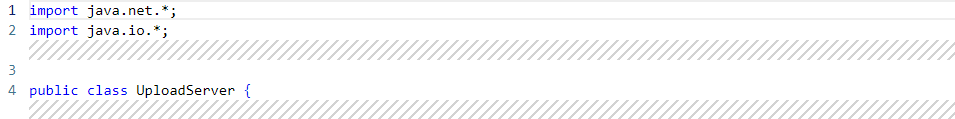 1 import java.net.*;
2 import java.io.*;
3
4 public class UploadServer {